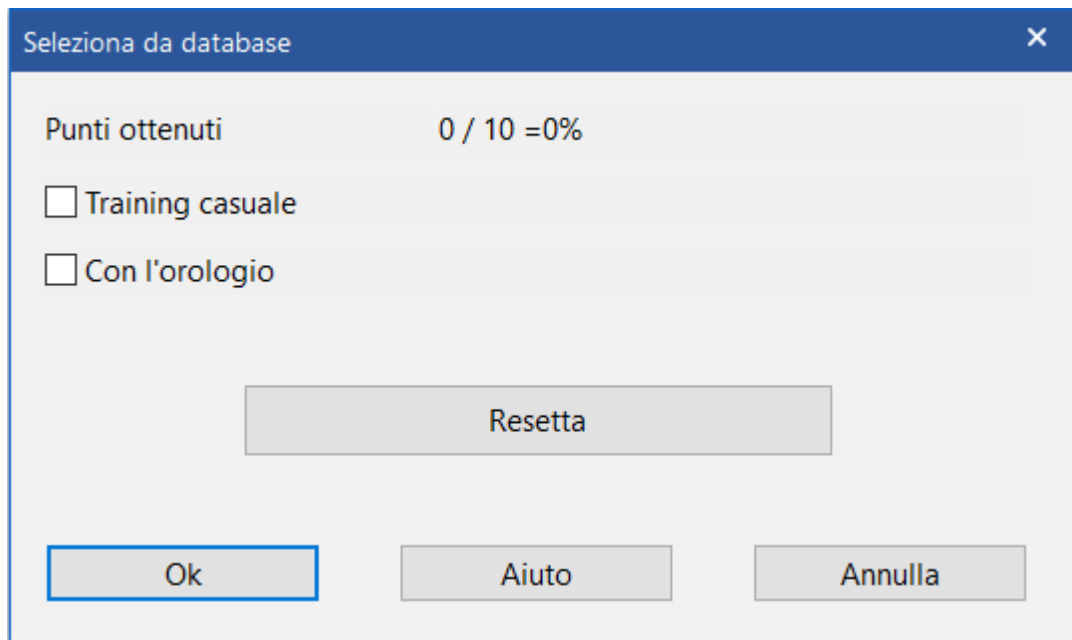 Seleziona da database
Punti ottenuti 0 / 10 =0%
Training casuale
Con l'orologio
Resetta
Ok Aiuto Annulla